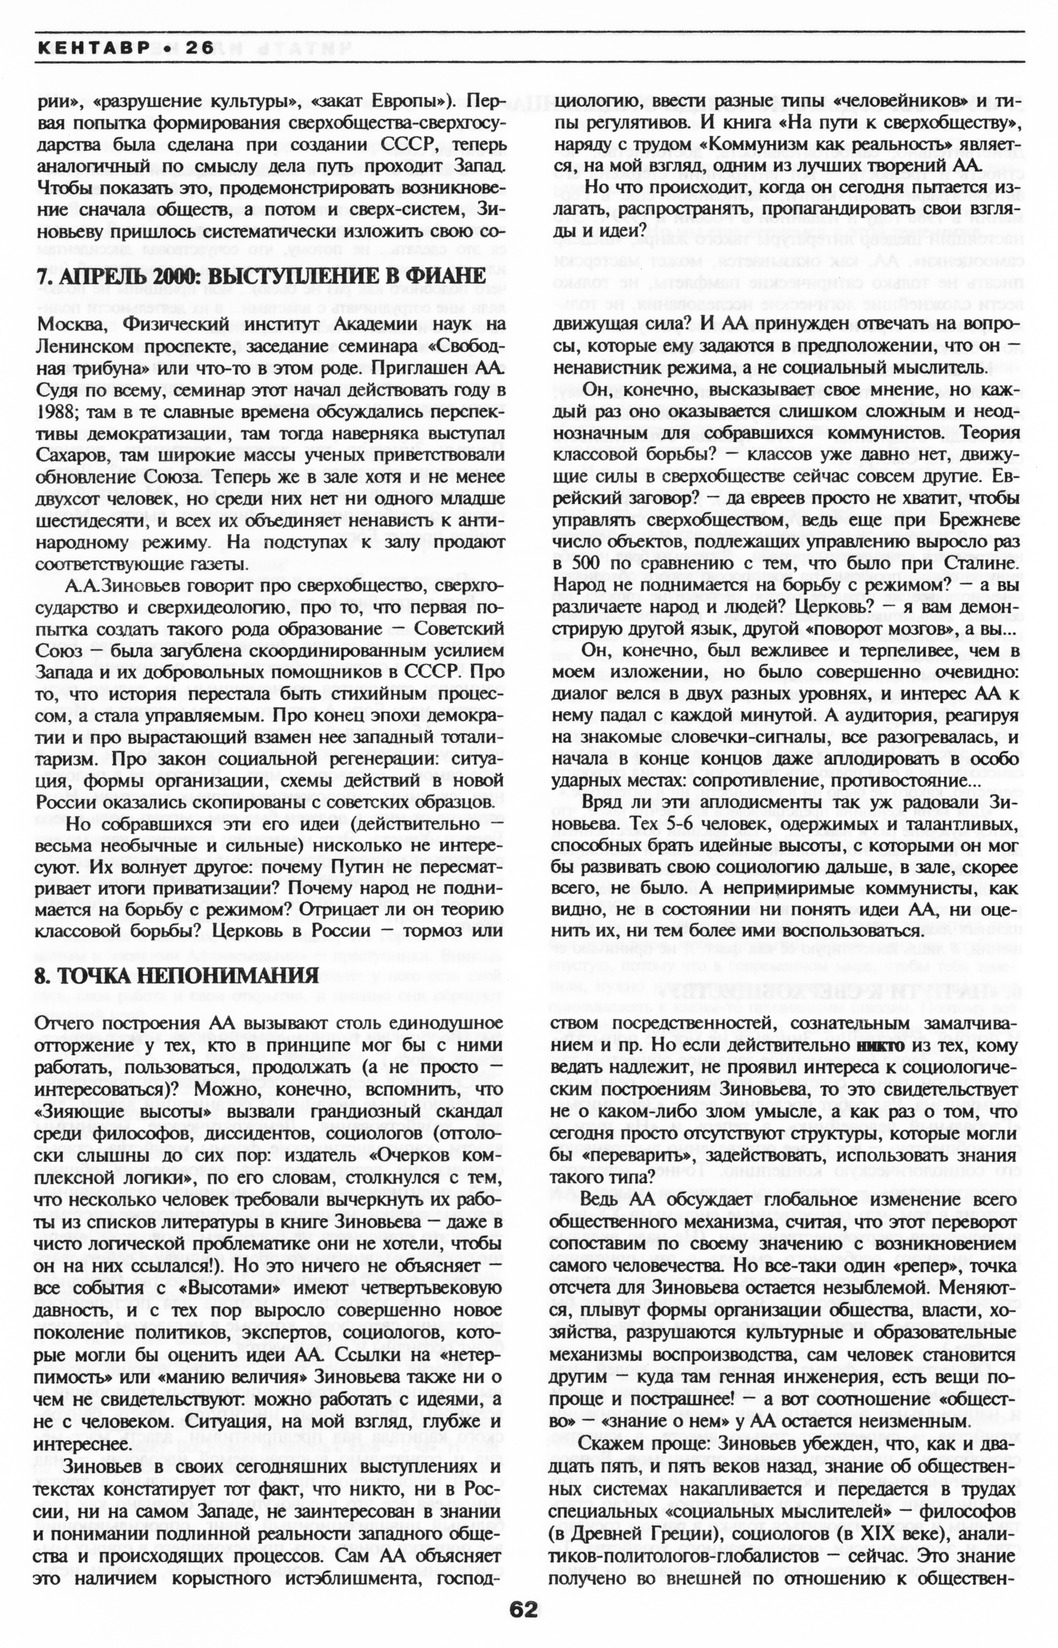 КЕНТАВР • 26
рии», «разрушение культуры», «закат Европы»). Пер-
вая попытка формирования сверхобщества-сверхгосу-
дарства была сделана при создании СССР, теперь
аналогичный по смыслу дела путь проходит Запад.
Чтобы показать это, продемонстрировать возникнове-
ние сначала обществ, а потом и сверх-систем, Зи-
новьеву пришлось систематически изложить свою со-
циологию, ввести разные типы «человейников» и ти-
пы регулятивов. И книга «На пути к сверхобществу»,
наряду с трудом «Коммунизм как реальность» являет-
ся, на мой взгляд, одним из лучших творений АА.
Но что происходит, когда он сегодня пытается из-
лагать, распространять, пропагандировать свои взгля-
ды и идеи?
7. АПРЕЛЬ 2000: ВЫСТУПЛЕНИЕ В ФИАНЕ
Москва, Физический институт Академии наук на
Ленинском проспекте, заседание семинара «Свобод-
ная трибуна» или что-то в этом роде. Приглашен АА.
Судя по всему, семинар этот начал действовать году в
1988; там в те славные времена обсуждались перспек-
тивы демократизации, там тогда наверняка выступал
Сахаров, там широкие массы ученых приветствовали
обновление Союза. Теперь же в зале хотя и не менее
двухсот человек, но среди них нет ни одного младше
шестидесяти, и всех их объединяет ненависть к анти-
народному режиму. На подступах к залу продают
соответствующие газеты.
А.А.Зиновьев говорит про сверхобщество, сверхго-
сударство и сверхидеологию, про то, что первая по-
пытка создать такого рода образование — Советский
Союз — была загублена скоординированным усилием
Запада и их добровольных помощников в СССР. Про
то, что история перестала быть стихийным процес-
сом, а стала управляемым. Про конец эпохи демокра-
тии и про вырастающий взамен нее западный тотали-
таризм. Про закон социальной регенерации: ситуа-
ция, формы организации, схемы действий в новой
России оказались скопированы с советских образцов.
Но собравшихся эти его идеи (действительно —
весьма необычные и сильные) нисколько не интере-
суют. Их волнует другое: почему Путин не пересмат-
ривает итоги приватизации? Почему народ не подни-
мается на борьбу с режимом? Отрицает ли он теорию
классовой борьбы? Церковь в России — тормоз или
движущая сила? И АА принужден отвечать на вопро-
сы, которые ему задаются в предположении, что он —
ненавистник режима, а не социальный мыслитель.
Он, конечно, высказывает свое мнение, но каж-
дый раз оно оказывается слишком сложным и неод-
нозначным для собравшихся коммунистов. Теория
классовой борьбы? — классов уже давно нет, движу-
щие силы в сверхобществе сейчас совсем другие. Ев-
рейский заговор? — да евреев просто не хватит, чтобы
управлять сверхобществом, ведь еще при Брежневе
число объектов, подлежащих управлению выросло раз
в 500 по сравнению с тем, что было при Сталине.
Народ не поднимается на борьбу с режимом? — а вы
различаете народ и людей? Церковь? — я вам демон-
стрирую другой язык, другой «поворот мозгов», а вы...
Он, конечно, был вежливее и терпеливее, чем в
моем изложении, но было совершенно очевидно:
диалог велся в двух разных уровнях, и интерес АА к
нему падал с каждой минутой. А аудитория, реагируя
на знакомые словечки-сигналы, все разогревалась, и
начала в конце концов даже аплодировать в особо
ударных местах: сопротивление, противостояние...
Вряд ли эти аплодисменты так уж радовали Зи-
новьева. Тех 5-6 человек, одержимых и талантливых,
способных брать идейные высоты, с которыми он мог
бы развивать свою социологию дальше, в зале, скорее
всего, не было. А непримиримые коммунисты, как
видно, не в состоянии ни понять идеи АА, ни оце-
нить их, ни тем более ими воспользоваться.
8. ТОЧКА НЕПОНИМАНИЯ
Отчего построения АА вызывают столь единодушное
отторжение у тех, кто в принципе мог бы с ними
работать, пользоваться, продолжать (а не просто —
интересоваться)? Можно, конечно, вспомнить, что
«Зияющие высоты» вызвали грандиозный скандал
среди философов, диссидентов, социологов (отголо-
ски слышны до сих пор: издатель «Очерков ком-
плексной логики», по его словам, столкнулся с тем,
что несколько человек требовали вычеркнуть их рабо-
ты из списков литературы в книге Зиновьева — даже в
чисто логической проблематике они не хотели, чтобы
он на них ссылался!). Но это ничего не объясняет —
все события с «Высотами» имеют четвертьвековую
давность, и с тех пор выросло совершенно новое
поколение политиков, экспертов, социологов, кото-
рые могли бы оценить идеи АА. Ссылки на «нетер-
пимость» или «манию величия» Зиновьева также ни о
чем не свидетельствуют: можно работать с идеями, а
не с человеком. Ситуация, на мой взгляд, глубже и
интереснее.
Зиновьев в своих сегодняшних выступлениях и
текстах констатирует тот факт, что никто, ни в Рос-
сии, ни на самом Западе, не заинтересован в знании
и понимании подлинной реальности западного обще-
ства и происходящих процессов. Сам АА объясняет
это наличием корыстного истэблишмента, господ-
ством посредственностей, сознательным замалчива-
нием и пр. Но если действительно никто из тех, кому
ведать надлежит, не проявил интереса к социологиче-
ским построениям Зиновьева, то это свидетельствует
не о каком-либо злом умысле, а как раз о том, что
сегодня просто отсутствуют структуры, которые могли
бы «переварить», задействовать, использовать знания
такого типа?
Ведь АА обсуждает глобальное изменение всего
общественного механизма, считая, что этот переворот
сопоставим по своему значению с возникновением
самого человечества. Но все-таки один «репер», точка
отсчета для Зиновьева остается незыблемой. Меняют-
ся, плывут формы организации общества, власти, хо-
зяйства, разрушаются культурные и образовательные
механизмы воспроизводства, сам человек становится
другим — куда там генная инженерия, есть вещи по-
проще и пострашнее! — а вот соотношение «общест-
во» — «знание о нем» у АА остается неизменным.
Скажем проще: Зиновьев убежден, что, как и два-
дцать пять, и пять веков назад, знание об обществен-
ных системах накапливается и передается в трудах
специальных «социальных мыслителей» — философов
(в Древней Греции), социологов (в XIX веке), анали-
тиков-политологов-глобалистов — сейчас. Это знание
получено во внешней по отношению к обществен-
62